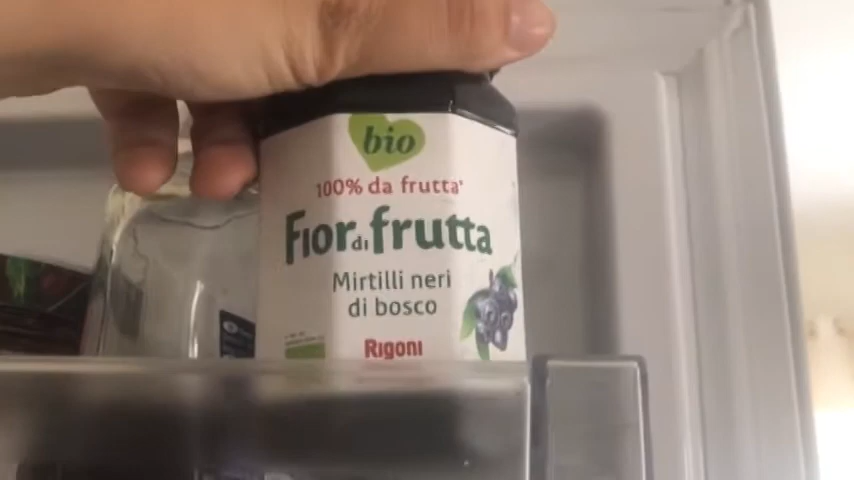 bio
100% da frutta*
Fior di frutta
Mirtilli neri
di bosco
Rigoni